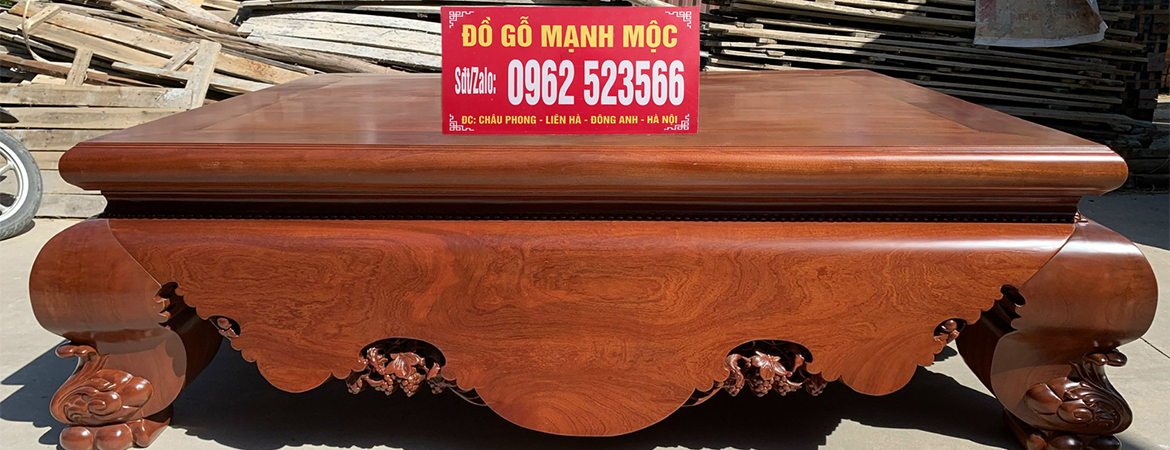 ĐỒ GỖ MẠNH MỘC
Sđt/Zalo: 0962 523566
ĐC: CHÂU PHONG - LIÊN HÀ - ĐÔNG ANH - HÀ NỘI